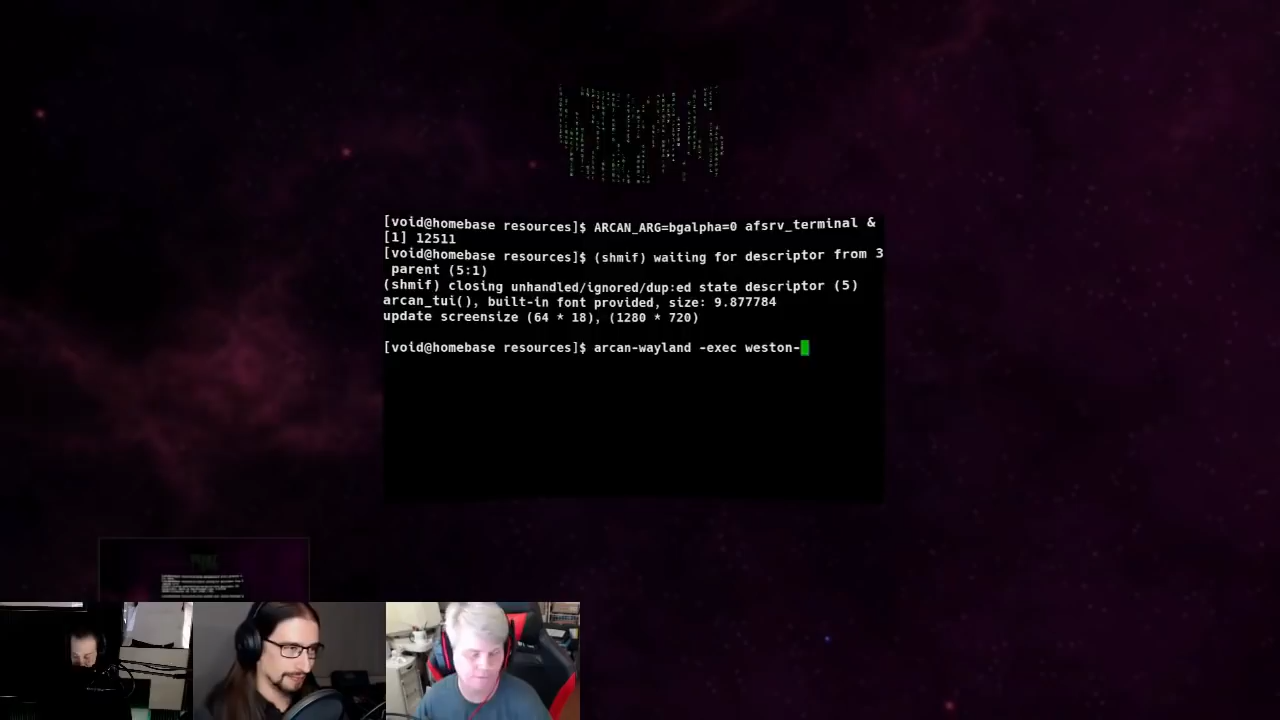 [void@homebase resources]$ ARCAN_ARG=bgalpha=0 afsrv_terminal &
[1] 12511
[void@homebase resources]$ (shmif) waiting for descriptor from 3
 parent (5:1)
(shmif) closing unhandled/ignored/dup:ed state descriptor (5)
arcan_tui(), built-in font provided, size: 9.877784
update screensize (64 * 18), (1280 * 720)
[void@homebase resources]$ arcan-wayland -exec weston-